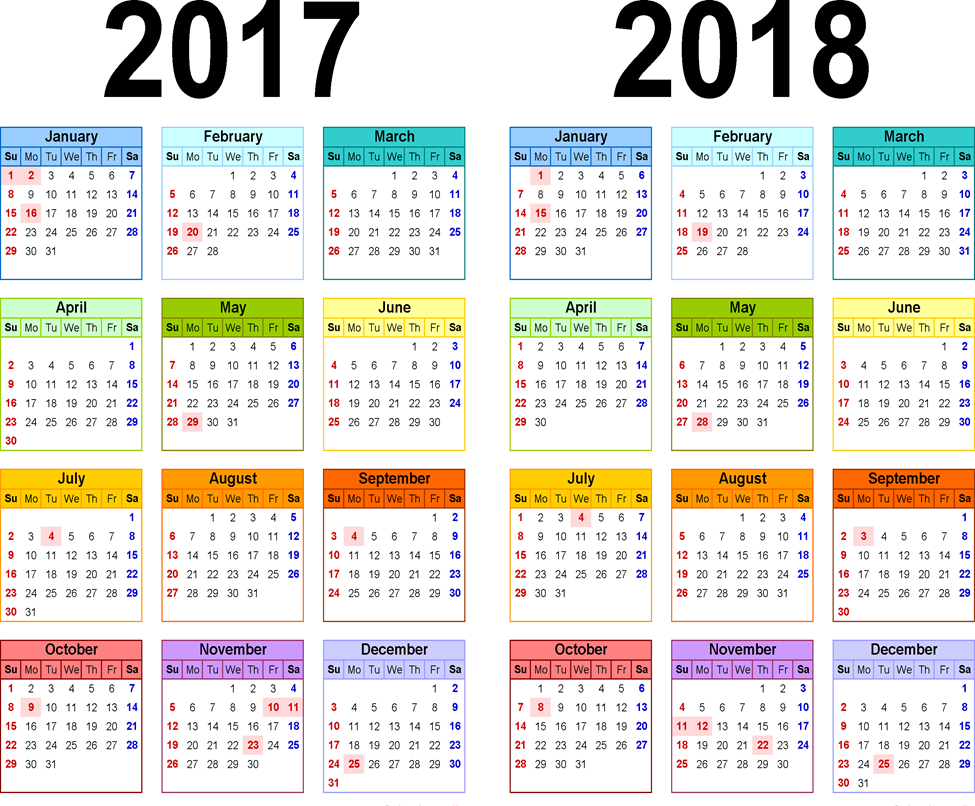 2017
January
Su Mo Tu We Th Fr Sa
1 2 3 4 5 6 7
8 9 10 11 12 13 14
15 16 17 18 19 20 21
22 23 24 25 26 27 28
29 30 31
February
Su Mo Tu We Th Fr Sa
1 2 3 4
5 6 7 8 9 10 11
12 13 14 15 16 17 18
19 20 21 22 23 24 25
26 27 28
March
Su Mo Tu We Th Fr Sa
1 2 3 4
5 6 7 8 9 10 11
12 13 14 15 16 17 18
19 20 21 22 23 24 25
26 27 28 29 30 31
April
Su Mo Tu We Th Fr Sa
1
2 3 4 5 6 7 8
9 10 11 12 13 14 15
16 17 18 19 20 21 22
23 24 25 26 27 28 29
30
May
Su Mo Tu We Th Fr Sa
1 2 3 4 5 6
7 8 9 10 11 12 13
14 15 16 17 18 19 20
21 22 23 24 25 26 27
28 29 30 31
June
Su Mo Tu We Th Fr Sa
1 2 3
4 5 6 7 8 9 10
11 12 13 14 15 16 17
18 19 20 21 22 23 24
25 26 27 28 29 30
July
Su Mo Tu We Th Fr Sa
1
2 3 4 5 6 7 8
9 10 11 12 13 14 15
16 17 18 19 20 21 22
23 24 25 26 27 28 29
30 31
August
Su Mo Tu We Th Fr Sa
1 2 3 4 5
6 7 8 9 10 11 12
13 14 15 16 17 18 19
20 21 22 23 24 25 26
27 28 29 30 31
September
Su Mo Tu We Th Fr Sa
1 2
3 4 5 6 7 8 9
10 11 12 13 14 15 16
17 18 19 20 21 22 23
24 25 26 27 28 29 30
October
Su Mo Tu We Th Fr Sa
1 2 3 4 5 6 7
8 9 10 11 12 13 14
15 16 17 18 19 20 21
22 23 24 25 26 27 28
29 30 31
November
Su Mo Tu We Th Fr Sa
1 2 3 4
5 6 7 8 9 10 11
12 13 14 15 16 17 18
19 20 21 22 23 24 25
26 27 28 29 30
December
Su Mo Tu We Th Fr Sa
1 2
3 4 5 6 7 8 9
10 11 12 13 14 15 16
17 18 19 20 21 22 23
24 25 26 27 28 29 30
31
2018
January
Su Mo Tu We Th Fr Sa
1 2 3 4 5 6
7 8 9 10 11 12 13
14 15 16 17 18 19 20
21 22 23 24 25 26 27
28 29 30 31
February
Su Mo Tu We Th Fr Sa
1 2 3
4 5 6 7 8 9 10
11 12 13 14 15 16 17
18 19 20 21 22 23 24
25 26 27 28
March
Su Mo Tu We Th Fr Sa
1 2 3
4 5 6 7 8 9 10
11 12 13 14 15 16 17
18 19 20 21 22 23 24
25 26 27 28 29 30 31
April
Su Mo Tu We Th Fr Sa
1 2 3 4 5 6 7
8 9 10 11 12 13 14
15 16 17 18 19 20 21
22 23 24 25 26 27 28
29 30
May
Su Mo Tu We Th Fr Sa
1 2 3 4 5
6 7 8 9 10 11 12
13 14 15 16 17 18 19
20 21 22 23 24 25 26
27 28 29 30 31
June
Su Mo Tu We Th Fr Sa
1 2
3 4 5 6 7 8 9
10 11 12 13 14 15 16
17 18 19 20 21 22 23
24 25 26 27 28 29 30
July
Su Mo Tu We Th Fr Sa
1 2 3 4 5 6 7
8 9 10 11 12 13 14
15 16 17 18 19 20 21
22 23 24 25 26 27 28
29 30 31
August
Su Mo Tu We Th Fr Sa
1 2 3 4
5 6 7 8 9 10 11
12 13 14 15 16 17 18
19 20 21 22 23 24 25
26 27 28 29 30 31
September
Su Mo Tu We Th Fr Sa
1
2 3 4 5 6 7 8
9 10 11 12 13 14 15
16 17 18 19 20 21 22
23 24 25 26 27 28 29
30
October
Su Mo Tu We Th Fr Sa
1 2 3 4 5 6
7 8 9 10 11 12 13
14 15 16 17 18 19 20
21 22 23 24 25 26 27
28 29 30 31
November
Su Mo Tu We Th Fr Sa
1 2 3
4 5 6 7 8 9 10
11 12 13 14 15 16 17
18 19 20 21 22 23 24
25 26 27 28 29 30
December
Su Mo Tu We Th Fr Sa
1
2 3 4 5 6 7 8
9 10 11 12 13 14 15
16 17 18 19 20 21 22
23 24 25 26 27 28 29
30 31